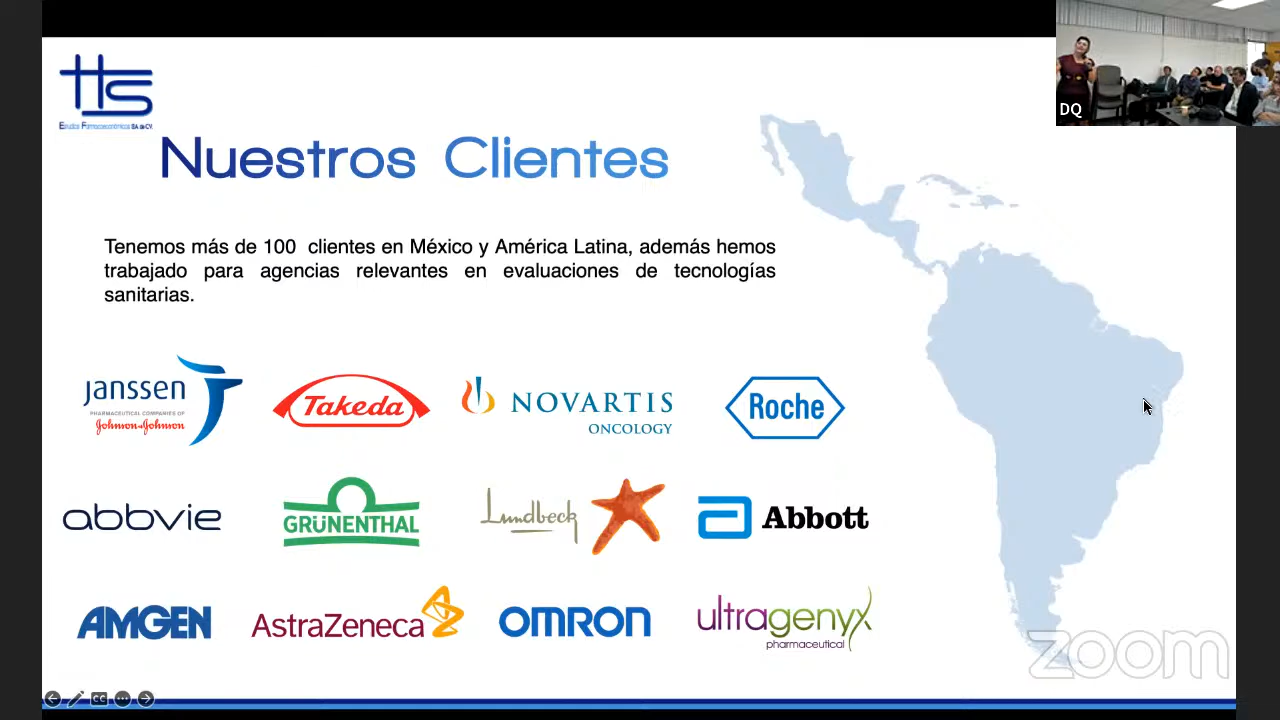 DQ
HS
Estudios Farmacoeconómicos S.A. de C.V.
Nuestros Clientes
Tenemos más de 100 clientes en México y América Latina, además hemos
trabajado para agencias relevantes en evaluaciones de tecnologías
sanitarias.
janssen
PHARMACEUTICAL COMPANIES OF
Johnson & Johnson
Takeda
NOVARTIS
ONCOLOGY
Roche
abbvie
GRÜNENTHAL
Lundbeck
Abbott
AMGEN
AstraZeneca
OMRON
ultragenyx
pharmaceutical
zoom
CC